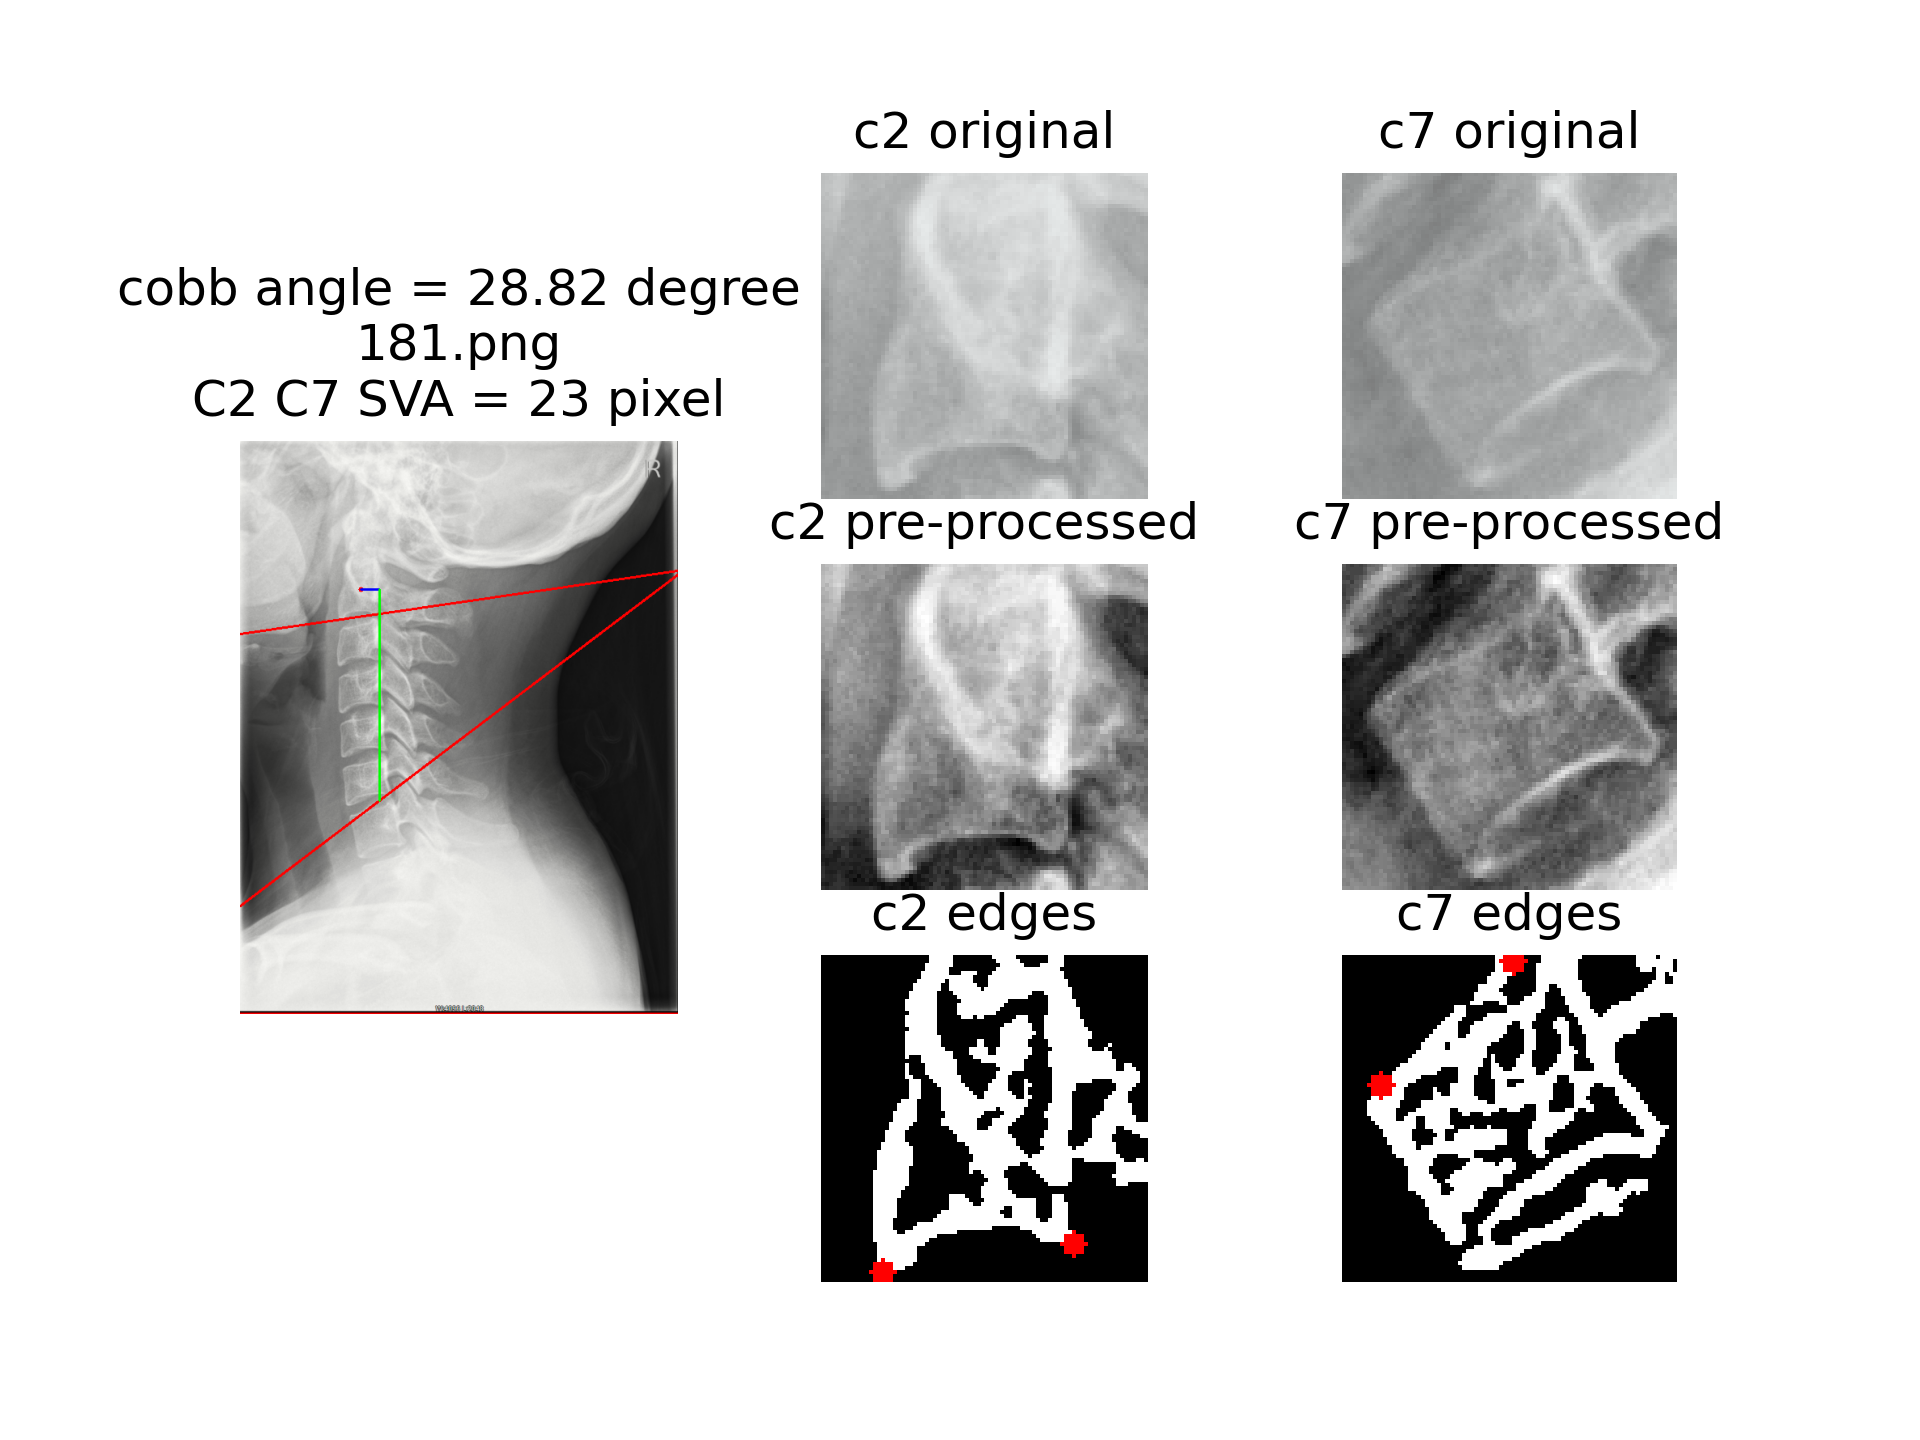 cobb angle = 28.82 degree
181.png
C2 C7 SVA = 23 pixel
R
c2 original
c7 original
c2 pre-processed
c7 pre-processed
c2 edges
c7 edges